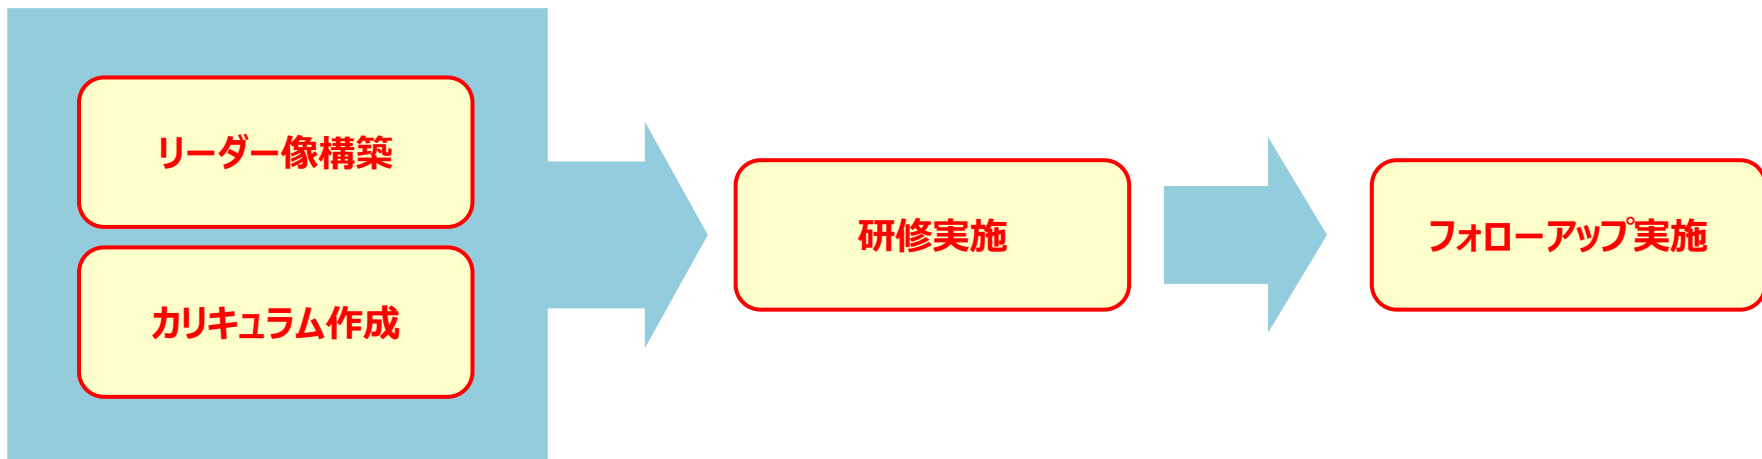 リーダー像構築
カリキュラム作成
研修実施
フォローアップ実施